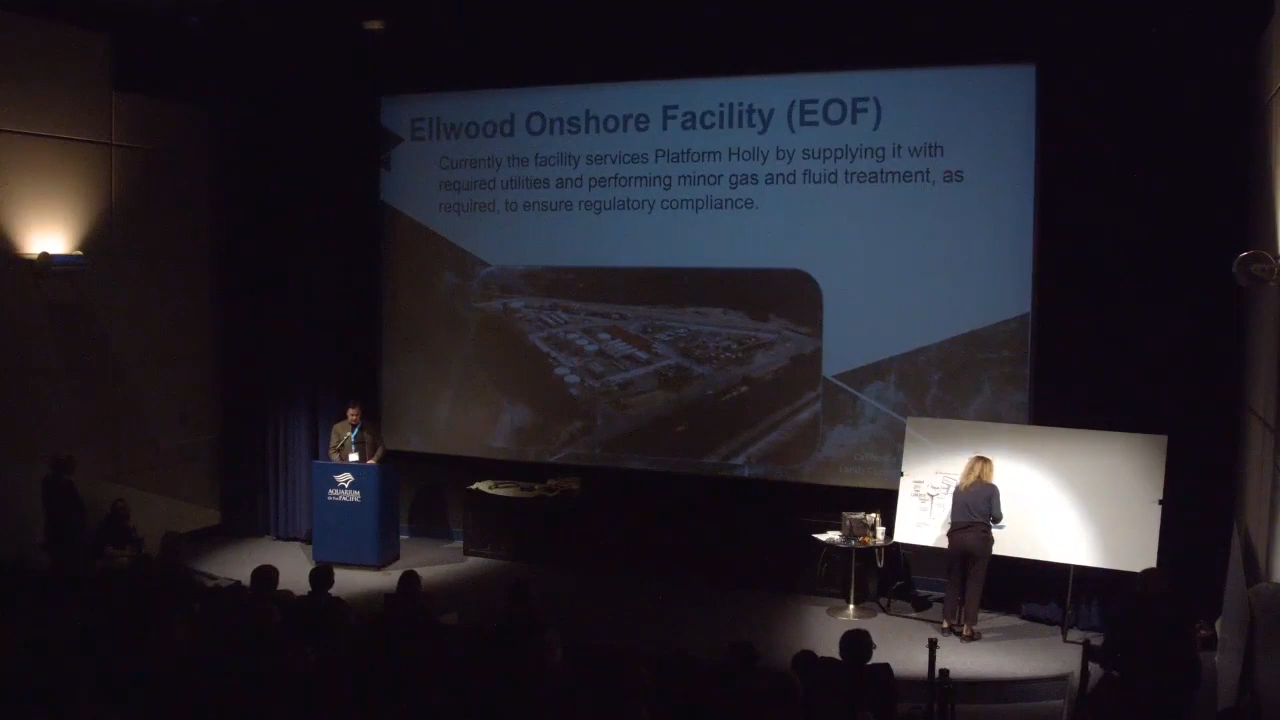 Ellwood Onshore Facility (EOF)
Currently the facility services Platform Holly by supplying it with
required utilities and performing minor gas and fluid treatment, as
required, to ensure regulatory compliance.
AQUARIUM
OF THE PACIFIC